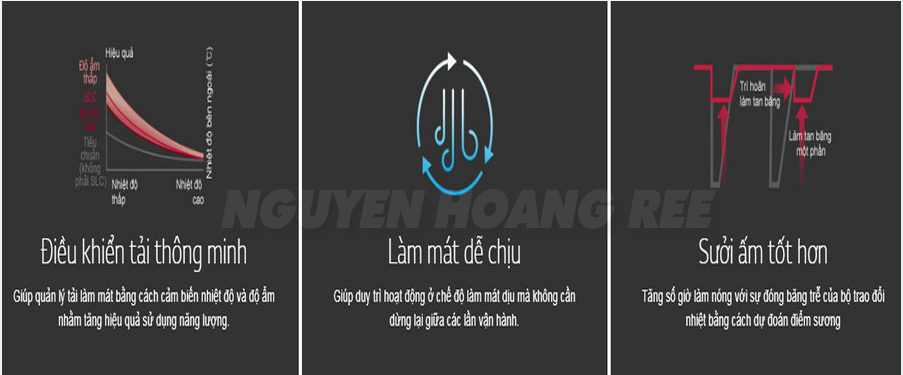 Hiệu quả
Độ ẩm
thấp
SLC
Tiêu
chuẩn
(không
phải SLC)
Nhiệt độ
thấp
Nhiệt độ
cao
Nhiệt độ bên ngoài (℃)
Điều khiển tải thông minh
Giúp quản lý tải làm mát bằng cách cảm biến nhiệt độ và độ ẩm
nhằm tăng hiệu quả sử dụng năng lượng.
Làm mát dễ chịu
Giúp duy trì hoạt động ở chế độ làm mát dịu mà không cần
dừng lại giữa các lần vận hành.
Trì hoãn
làm tan băng
Làm tan băng
một phần
Sưởi ấm tốt hơn
Tăng số giờ làm nóng với sự đóng băng trễ của bộ trao đổi
nhiệt bằng cách dự đoán điểm sương
NGUYEN HOANG REE